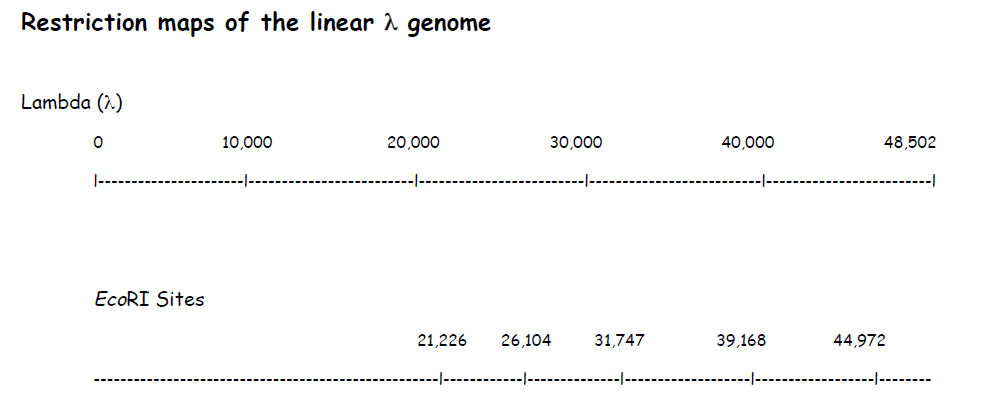 Restriction maps of the linear λ genome
Lambda (λ)
0 10,000 20,000 30,000 40,000 48,502
|----------------------|-------------------------|-------------------------|--------------------------|-------------------------|
EcoRI Sites
21,226 26,104 31,747 39,168 44,972
----------------------------------------------------|------------|--------------|-------------------|------------------|--------